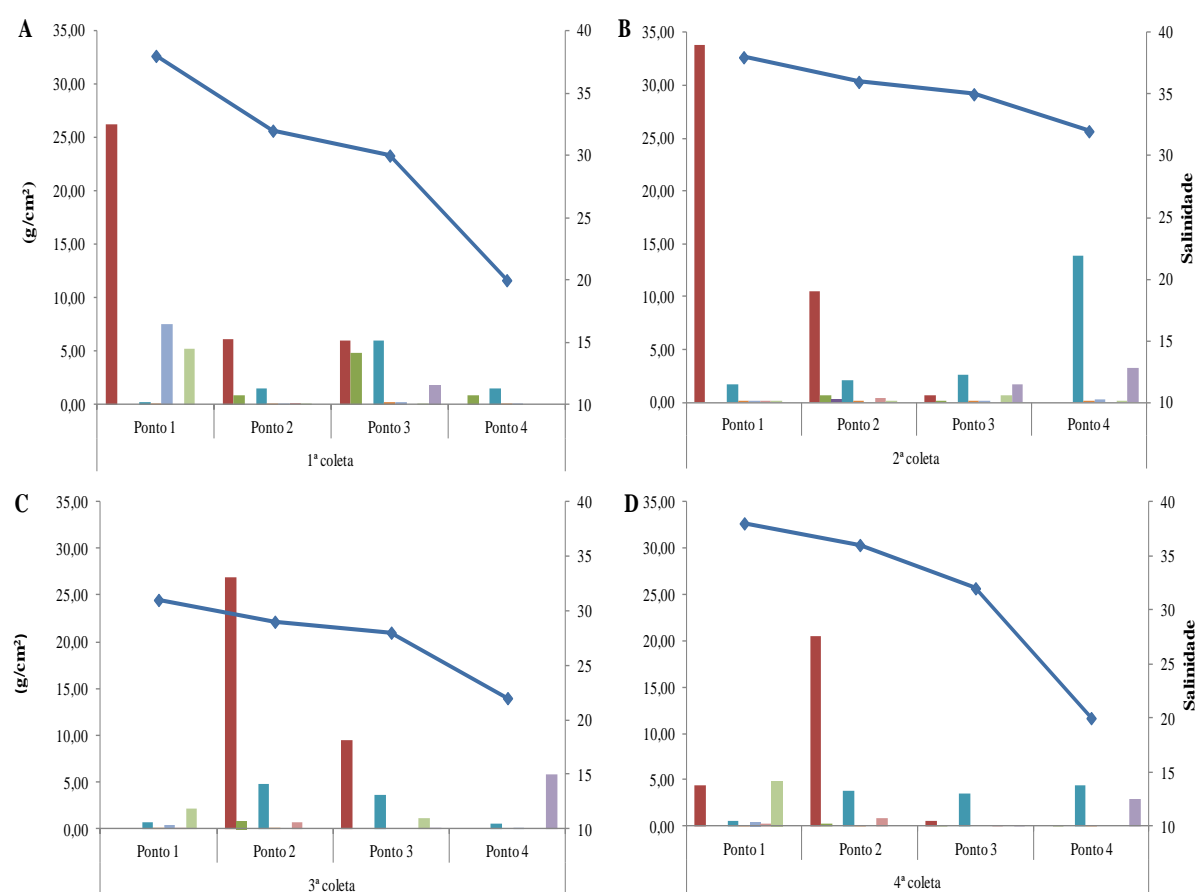 A
35,00
30,00
25,00
20,00
15,00
10,00
5,00
0,00
(g/cm²)
40
35
30
25
20
15
10
Ponto 1
Ponto 2
Ponto 3
Ponto 4
1ª coleta
B
35,00
30,00
25,00
20,00
15,00
10,00
5,00
0,00
40
35
30
25
20
15
10
Salinidade
Ponto 1
Ponto 2
Ponto 3
Ponto 4
2ª coleta
C
35,00
30,00
25,00
20,00
15,00
10,00
5,00
0,00
(g/cm²)
40
35
30
25
20
15
10
Ponto 1
Ponto 2
Ponto 3
Ponto 4
3ª coleta
D
35,00
30,00
25,00
20,00
15,00
10,00
5,00
0,00
40
35
30
25
20
15
10
Salinidade
Ponto 1
Ponto 2
Ponto 3
Ponto 4
4ª coleta